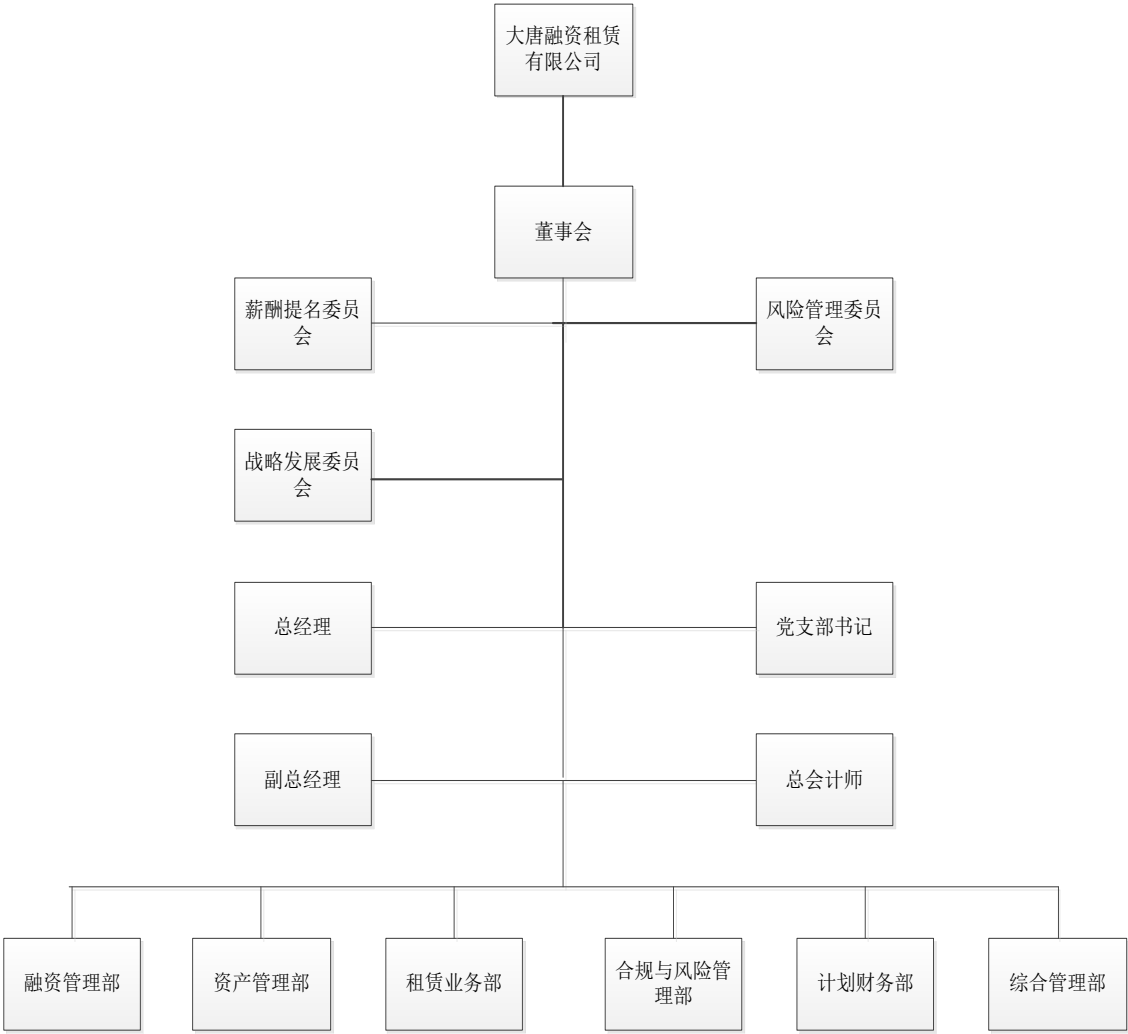 大唐融资租赁
有限公司
董事会
薪酬提名委员
会
风险管理委员
会
战略发展委员
会
总经理
党支部书记
副总经理
总会计师
融资管理部
资产管理部
租赁业务部
合规与风险管
理部
计划财务部
综合管理部